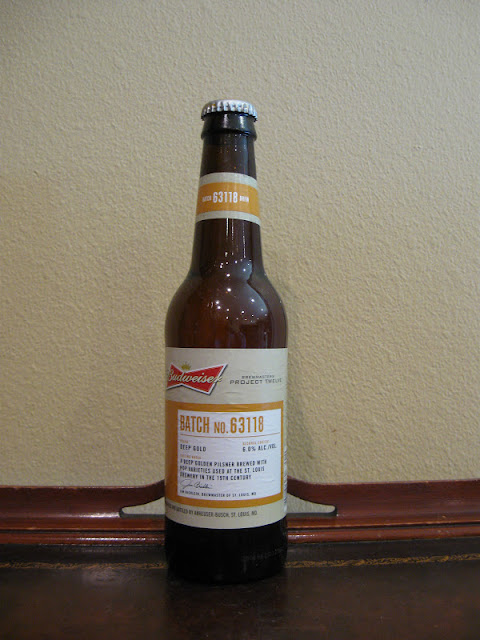 63118
Budweiser
BREWMASTER'S
PROJECT TWELVE
BATCH NO. 63118
DEEP GOLD
6.0% ALC./VOL.
A DEEP GOLDEN PILSNER BREWED WITH
HOP VARIETIES USED AT THE ST. LOUIS
BREWERY IN THE 19TH CENTURY
BREWMASTER OF ST. LOUIS, MO
BY ANHEUSER-BUSCH, ST. LOUIS, MO.